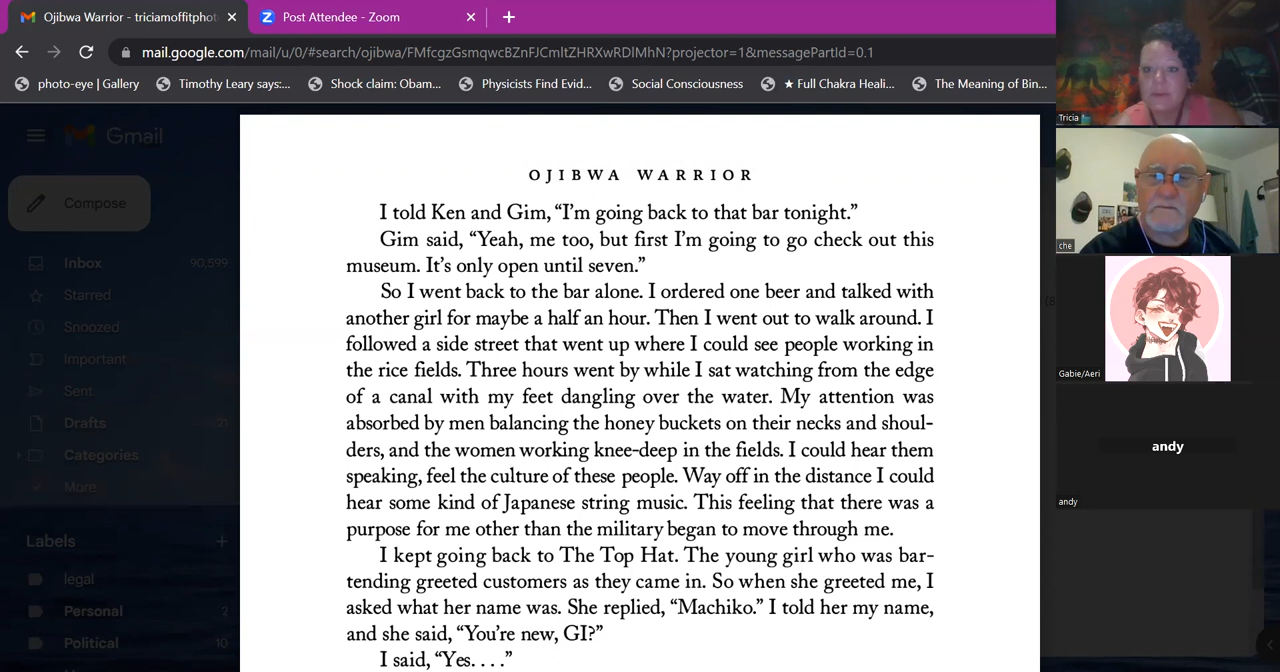 Ojibwa Warrior - triciamoffitphot
Post Attendee - Zoom
mail.google.com/mail/u/0/#search/ojibwa/FMfcgzGsmqwcBZnFJCmltZHRXwRDlMhN?projector=1&messagePartId=0.1
photo-eye | Gallery
Timothy Leary says:...
Shock claim: Obam...
Physicists Find Evid...
Social Consciousness
★ Full Chakra Heali...
The Meaning of Bin...
Gmail
Compose
Inbox 90,599
Starred
Snoozed
Important
Sent
Drafts 21
Categories
More
Labels +
legal
Personal 2
Political 10
OJIBWA WARRIOR
I told Ken and Gim, “I’m going back to that bar tonight.”
Gim said, “Yeah, me too, but first I’m going to go check out this
museum. It’s only open until seven.”
So I went back to the bar alone. I ordered one beer and talked with
another girl for maybe a half an hour. Then I went out to walk around. I
followed a side street that went up where I could see people working in
the rice fields. Three hours went by while I sat watching from the edge
of a canal with my feet dangling over the water. My attention was
absorbed by men balancing the honey buckets on their necks and shoul-
ders, and the women working knee-deep in the fields. I could hear them
speaking, feel the culture of these people. Way off in the distance I could
hear some kind of Japanese string music. This feeling that there was a
purpose for me other than the military began to move through me.
I kept going back to The Top Hat. The young girl who was bar-
tending greeted customers as they came in. So when she greeted me, I
asked what her name was. She replied, “Machiko.” I told her my name,
and she said, “You’re new, GI?”
I said, “Yes. . . .”
Tricia
che
Gabie/Aeri
andy
andy